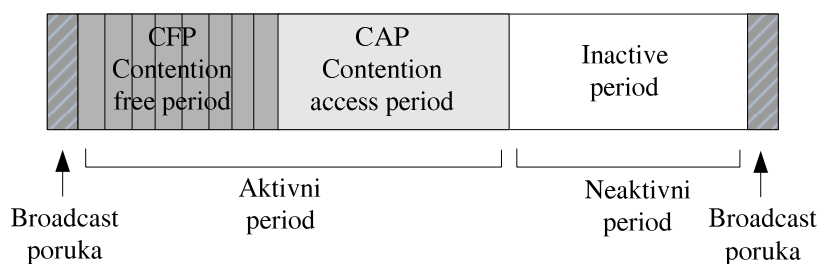 CFP
Contention
free period
CAP
Contention
access period
Inactive
period
Aktivni
period
Neaktivni
period
Broadcast
poruka
Broadcast
poruka